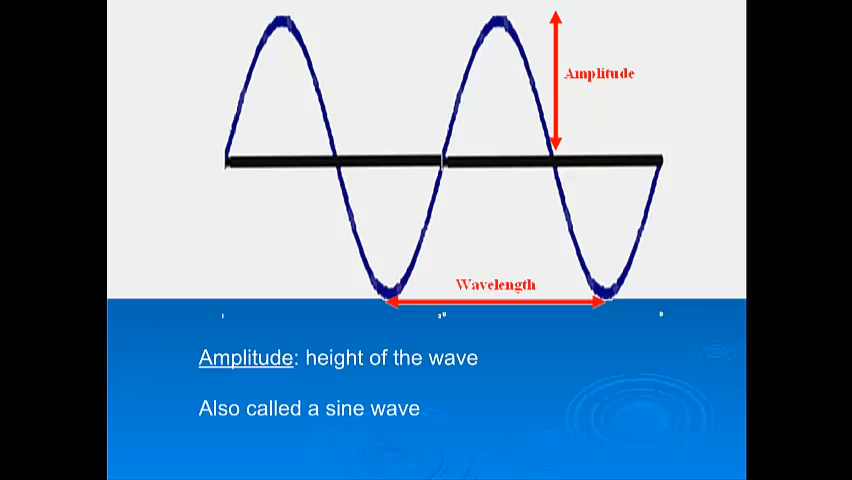 Amplitude
Wavelength
Amplitude: height of the wave
Also called a sine wave